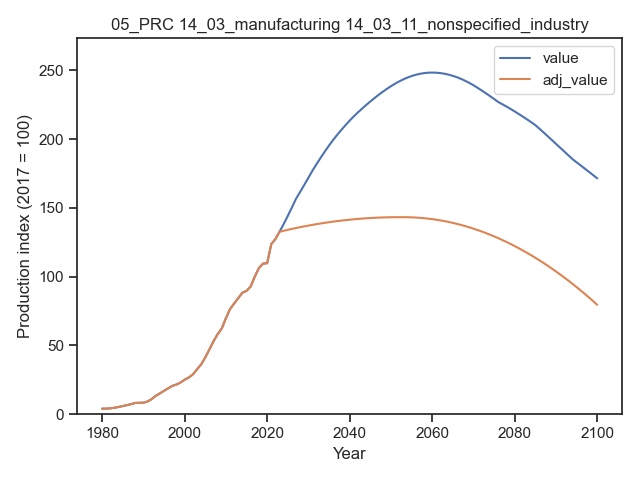 05_PRC 14_03_manufacturing 14_03_11_nonspecified_industry
value
adj_value
Production index (2017 = 100)
250
200
150
100
50
0
1980 2000 2020 2040 2060 2080 2100
Year